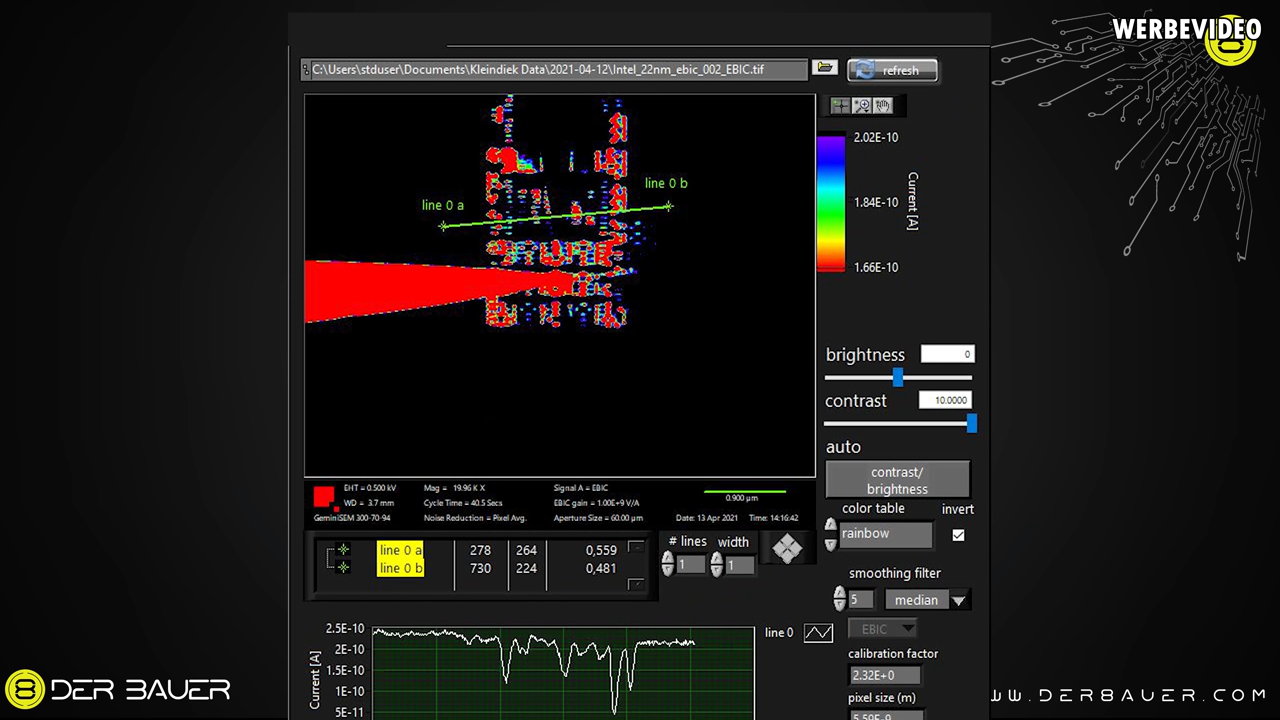 WERBEVIDEO
C:\Users\stduser\Documents\Kleindiek Data\2021-04-12\Intel_22nm_ebic_002_EBIC.tif
refresh
2.02E-10
1.84E-10
1.66E-10
Current [A]
line 0 a
line 0 b
brightness 0
contrast 10.0000
auto
contrast/
brightness
color table invert
rainbow
smoothing filter
5 median
EBIC
calibration factor
2.32E+0
pixel size (m)
5.59E-9
EHT = 0.500 kV Mag = 19.96 K X Signal A = EBIC
WD = 3.7 mm Cycle Time = 40.5 Secs EBIC gain = 1.00E+9 V/A 0.900 µm
GeminiSEM 300-70-94 Noise Reduction = Pixel Avg. Aperture Size = 60.00 µm Date: 13 Apr 2021 Time: 14:16:42
line 0 a 278 264 0,559
line 0 b 730 224 0,481
# lines width
1 1
2.5E-10
2E-10
1.5E-10
1E-10
5E-11
Current [A]
line 0
DER BAUER
WWW.DERBAUER.COM